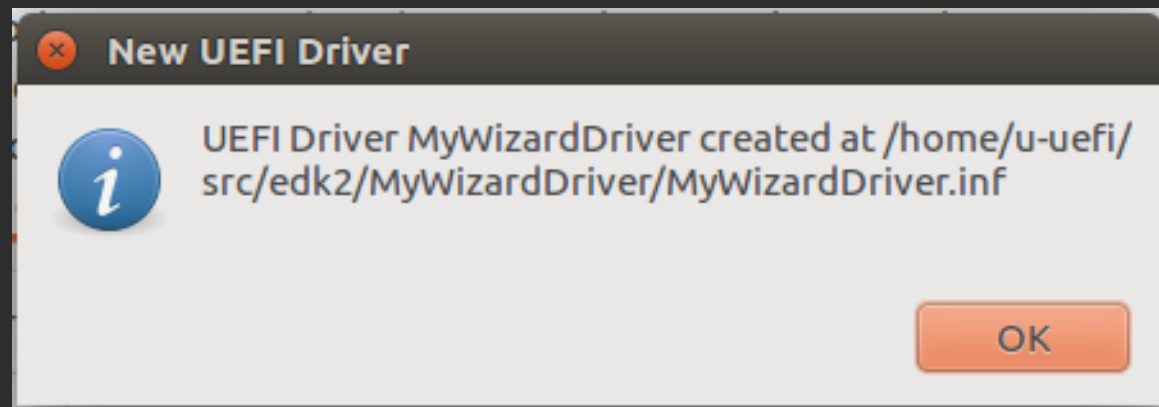 New UEFI Driver
UEFI Driver MyWizardDriver created at /home/u-uefi/
src/edk2/MyWizardDriver/MyWizardDriver.inf
OK